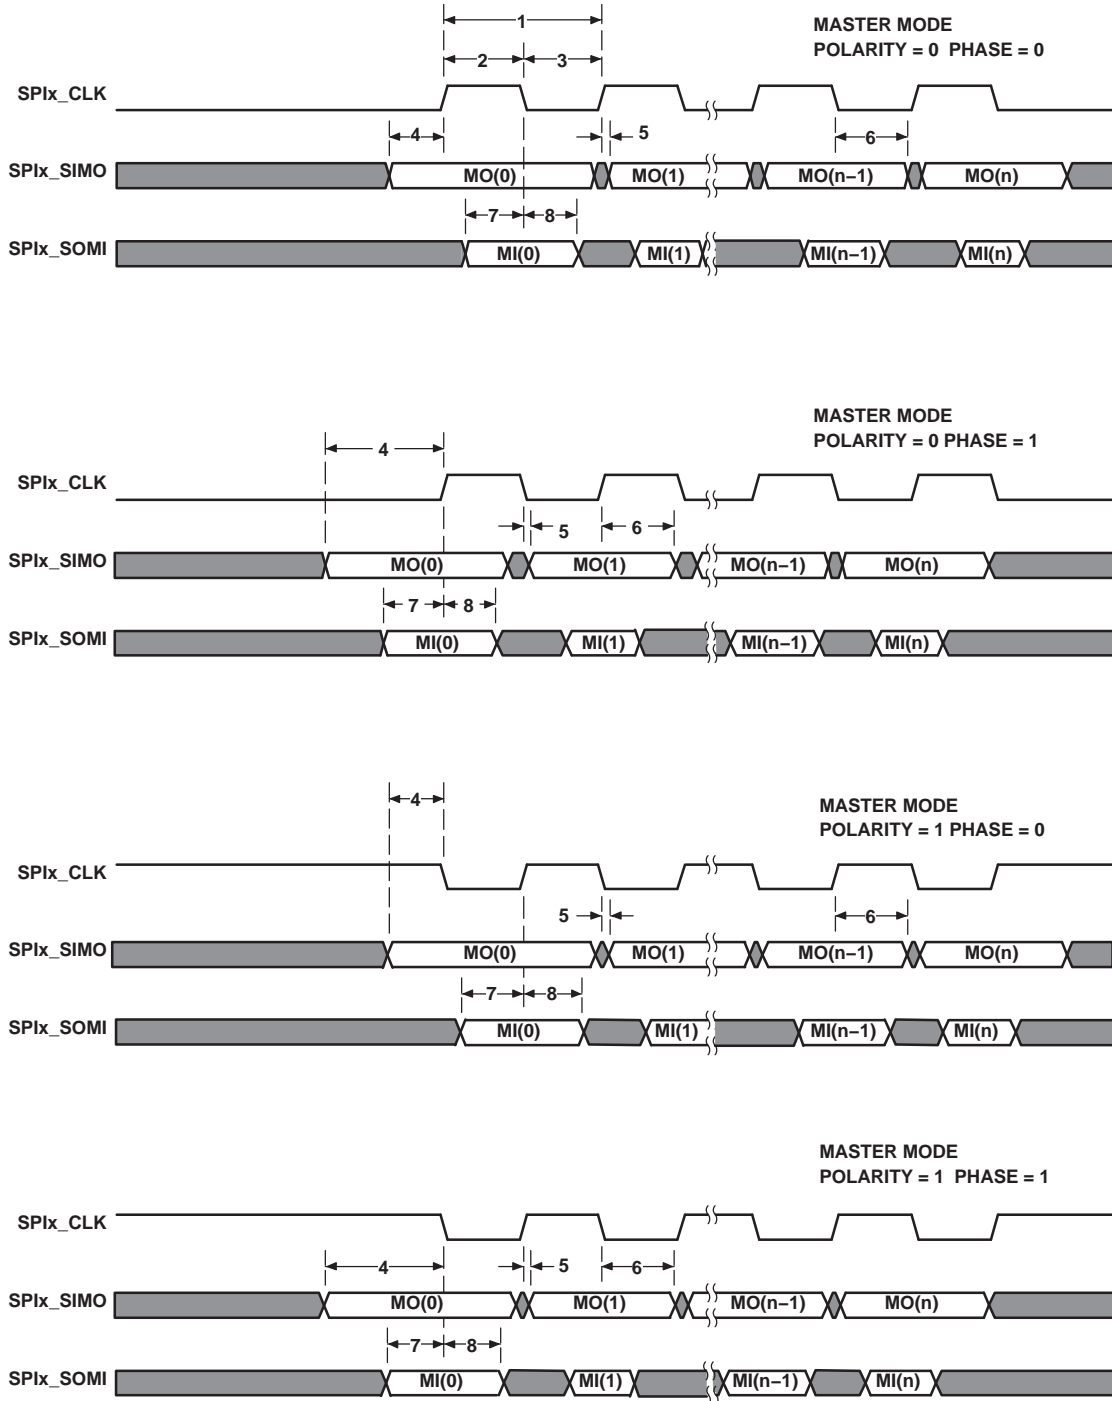 1
MASTER MODE
POLARITY = 0 PHASE = 0
2 3
SPIx_CLK
4 5 6
SPIx_SIMO MO(0) MO(1) MO(n−1) MO(n)
7 8
SPIx_SOMI MI(0) MI(1) MI(n−1) MI(n)
MASTER MODE
POLARITY = 0 PHASE = 1
4
SPIx_CLK
5 6
SPIx_SIMO MO(0) MO(1) MO(n−1) MO(n)
7 8
SPIx_SOMI MI(0) MI(1) MI(n−1) MI(n)
4
MASTER MODE
POLARITY = 1 PHASE = 0
SPIx_CLK
5 6
SPIx_SIMO MO(0) MO(1) MO(n−1) MO(n)
7 8
SPIx_SOMI MI(0) MI(1) MI(n−1) MI(n)
MASTER MODE
POLARITY = 1 PHASE = 1
SPIx_CLK
4 5 6
SPIx_SIMO MO(0) MO(1) MO(n−1) MO(n)
7 8
SPIx_SOMI MI(0) MI(1) MI(n−1) MI(n)